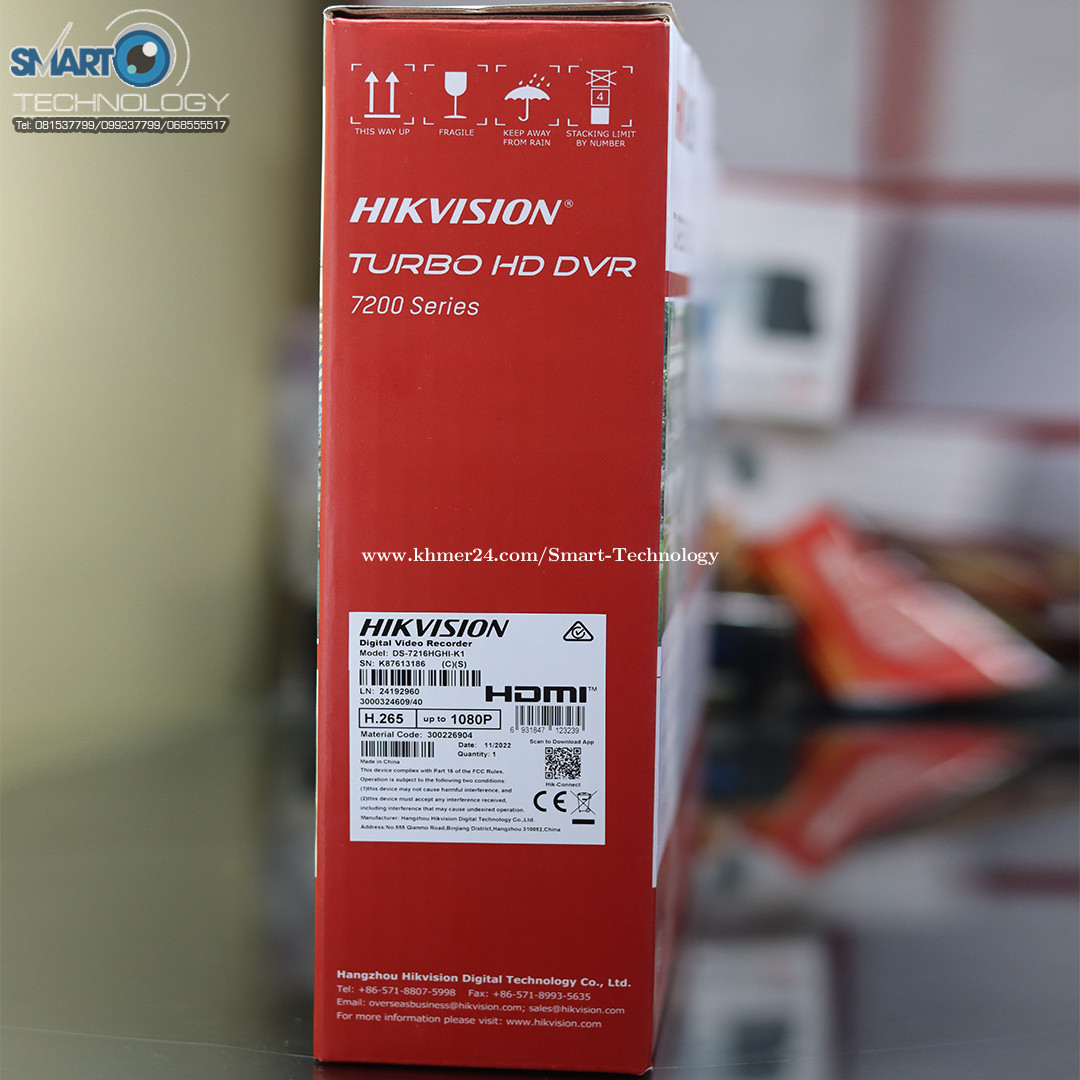 SMART
TECHNOLOGY
Tel: 081537799/099237799/068555517
THIS WAY UP
FRAGILE
KEEP AWAY
FROM RAIN
4
STACKING LIMIT
BY NUMBER
HIKVISION®
TURBO HD DVR
7200 Series
www.khmer24.com/Smart-Technology
HIKVISION
Digital Video Recorder
Model: DS-7216HGHI-K1
SN: K87613186 (C)(S)
LN: 24192960
3000324609/40
HDMI™
H.265 up to 1080P
6 931847 123239
Material Code: 300226904
Date: 11/2022
Quantity: 1
Scan to Download App
Hik-Connect
Made in China
This device complies with Part 15 of the FCC Rules.
Operation is subject to the following two conditions:
(1)this device may not cause harmful interference, and
(2)this device must accept any interference received,
including interference that may cause undesired operation.
CE
Manufacturer: Hangzhou Hikvision Digital Technology Co.,Ltd.
Address:No.555 Qianmo Road,Binjiang District,Hangzhou 310052,China
Hangzhou Hikvision Digital Technology Co., Ltd.
Tel: +86-571-8807-5998 Fax: +86-571-8993-5635
Email: overseasbusiness@hikvision.com; sales@hikvision.com
For more information please visit: www.hikvision.com